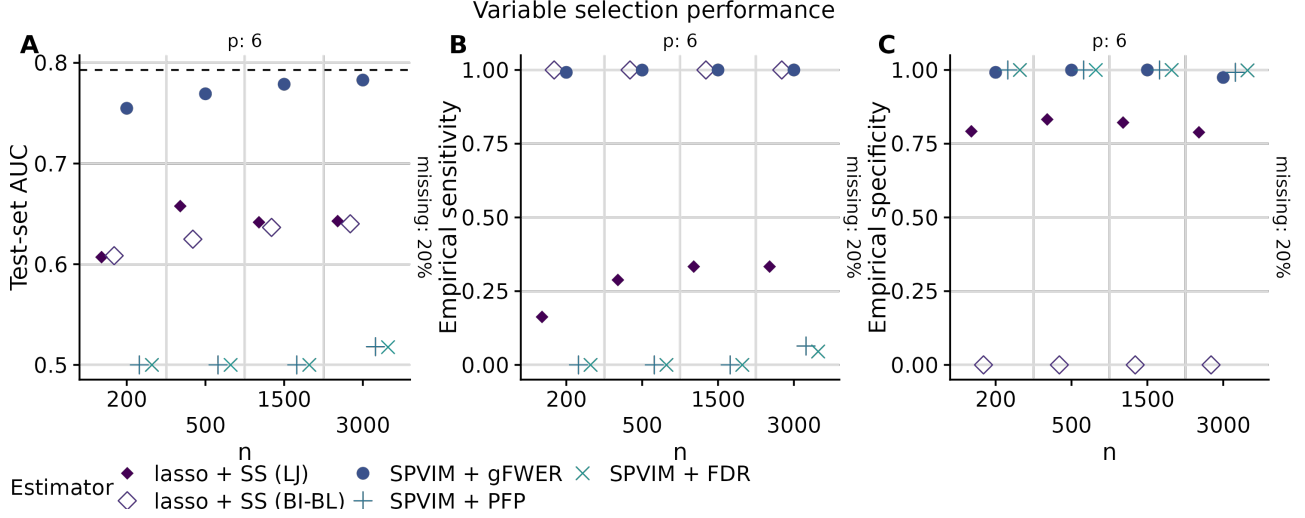 Variable selection performance
A
p: 6
0.8
0.7
0.6
0.5
Test-set AUC
missing: 20%
200
500
1500
3000
n
B
p: 6
1.00
0.75
0.50
0.25
0.00
Empirical sensitivity
missing: 20%
200
500
1500
3000
n
C
p: 6
1.00
0.75
0.50
0.25
0.00
Empirical specificity
missing: 20%
200
500
1500
3000
n
Estimator
lasso + SS (LJ)
lasso + SS (BI-BL)
SPVIM + gFWER
SPVIM + PFP
SPVIM + FDR